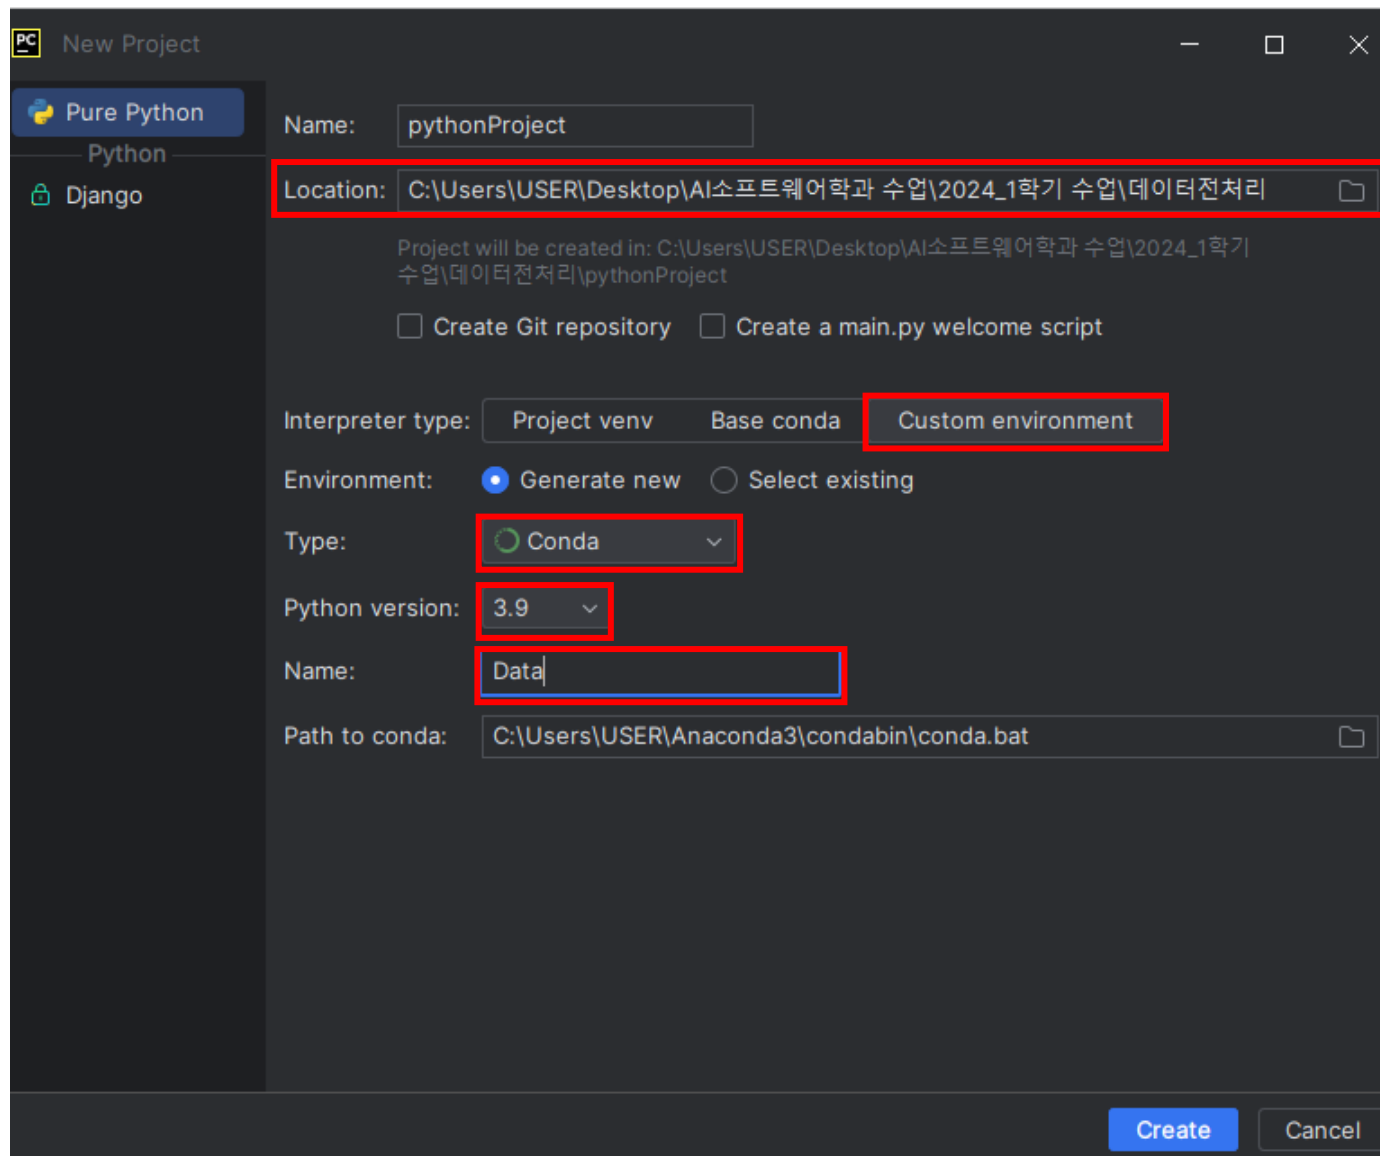 PC New Project
Pure Python
Python
Django
Name: pythonProject
Location: C:\Users\USER\Desktop\AI소프트웨어학과 수업\2024_1학기 수업\데이터전처리
Project will be created in: C:\Users\USER\Desktop\AI소프트웨어학과 수업\2024_1학기
수업\데이터전처리\pythonProject
Create Git repository Create a main.py welcome script
Interpreter type: Project venv Base conda Custom environment
Environment: Generate new Select existing
Type: Conda
Python version: 3.9
Name: Data
Path to conda: C:\Users\USER\Anaconda3\condabin\conda.bat
Create Cancel